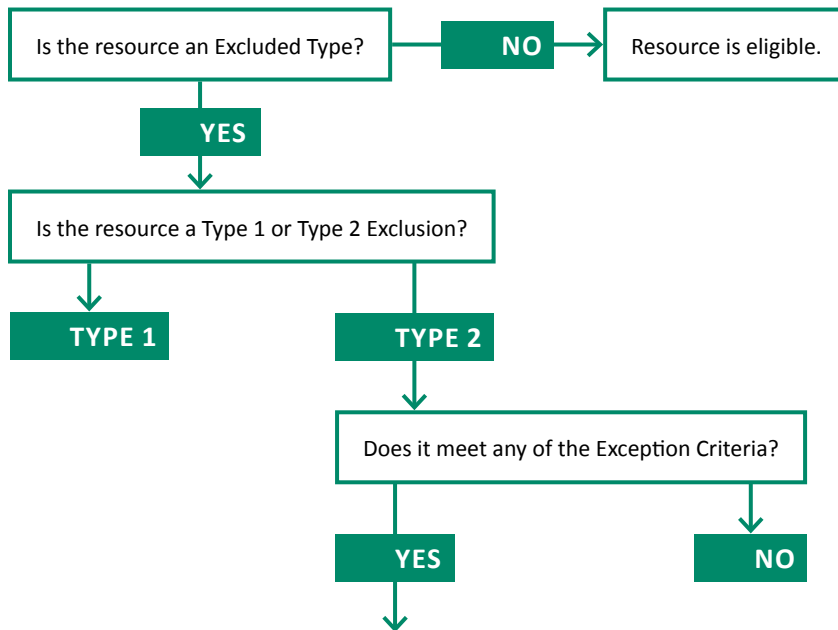 Is the resource an Excluded Type?
NO
Resource is eligible.
YES
Is the resource a Type 1 or Type 2 Exclusion?
TYPE 1
TYPE 2
Does it meet any of the Exception Criteria?
YES
NO